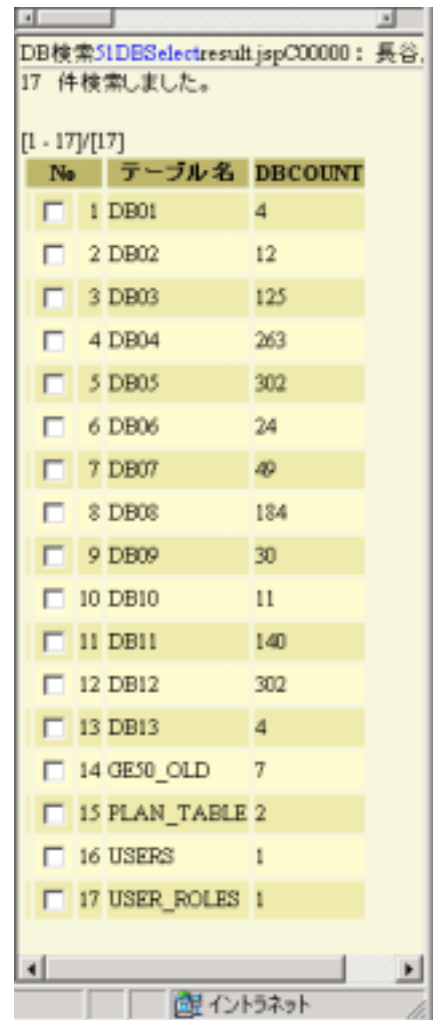 DB検索51DBSelectresult.jspC00000： 長谷
17 件検索しました。
[1 - 17]/[17]
No テーブル名 DBCOUNT
1 DB01 4
2 DB02 12
3 DB03 125
4 DB04 263
5 DB05 302
6 DB06 24
7 DB07 49
8 DB08 184
9 DB09 30
10 DB10 11
11 DB11 140
12 DB12 302
13 DB13 4
14 GE50_OLD 7
15 PLAN_TABLE 2
16 USERS 1
17 USER_ROLES 1
イントラネット